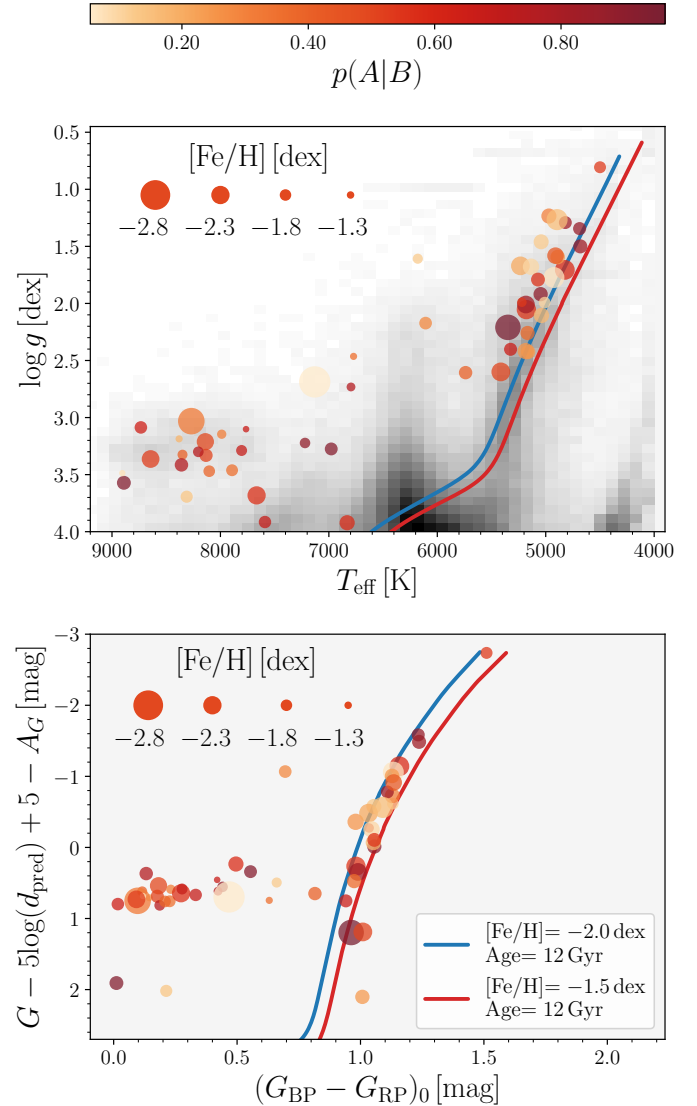 0.20 0.40 0.60 0.80
p(A|B)
0.5
1.0
1.5
2.0
2.5
3.0
3.5
4.0
log g [dex]
[Fe/H] [dex]
−2.8 −2.3 −1.8 −1.3
9000 8000 7000 6000 5000 4000
T_eff [K]
−3
−2
−1
0
1
2
G − 5log(d_pred) + 5 − A_G [mag]
[Fe/H] [dex]
−2.8 −2.3 −1.8 −1.3
[Fe/H]= −2.0 dex
Age= 12 Gyr
[Fe/H]= −1.5 dex
Age= 12 Gyr
0.0 0.5 1.0 1.5 2.0
(G_BP − G_RP)_0 [mag]